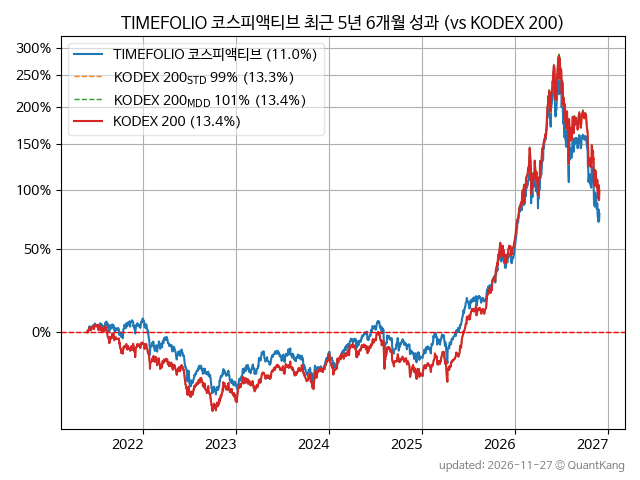 TIMEFOLIO 코스피액티브 최근 5년 6개월 성과 (vs KODEX 200)
300%
250%
200%
150%
100%
50%
0%
TIMEFOLIO 코스피액티브 (11.0%)
KODEX 200STD 99% (13.3%)
KODEX 200MDD 101% (13.4%)
KODEX 200 (13.4%)
2022 2023 2024 2025 2026 2027
updated: 2026-11-27 © QuantKang